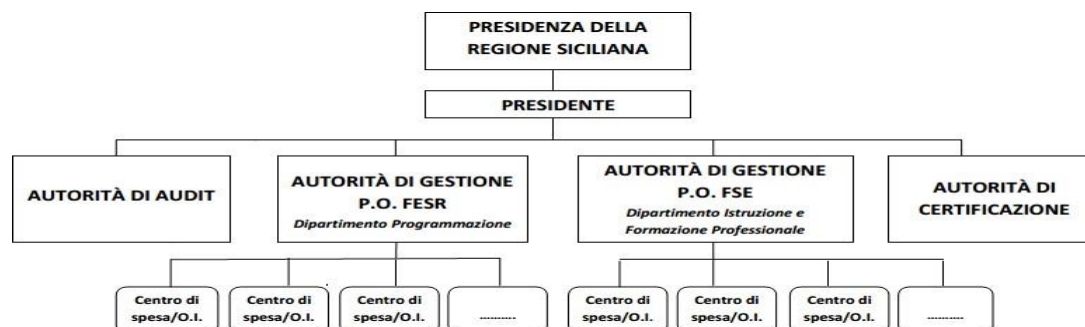 PRESIDENZA DELLA
REGIONE SICILIANA
PRESIDENTE
AUTORITÀ DI AUDIT
AUTORITÀ DI GESTIONE
P.O. FESR
Dipartimento Programmazione
AUTORITÀ DI GESTIONE
P.O. FSE
Dipartimento Istruzione e
Formazione Professionale
AUTORITÀ DI
CERTIFICAZIONE
Centro di
spesa/O.I.
Centro di
spesa/O.I.
Centro di
spesa/O.I.
..........
Centro di
spesa/O.I.
Centro di
spesa/O.I.
Centro di
spesa/O.I.
..........